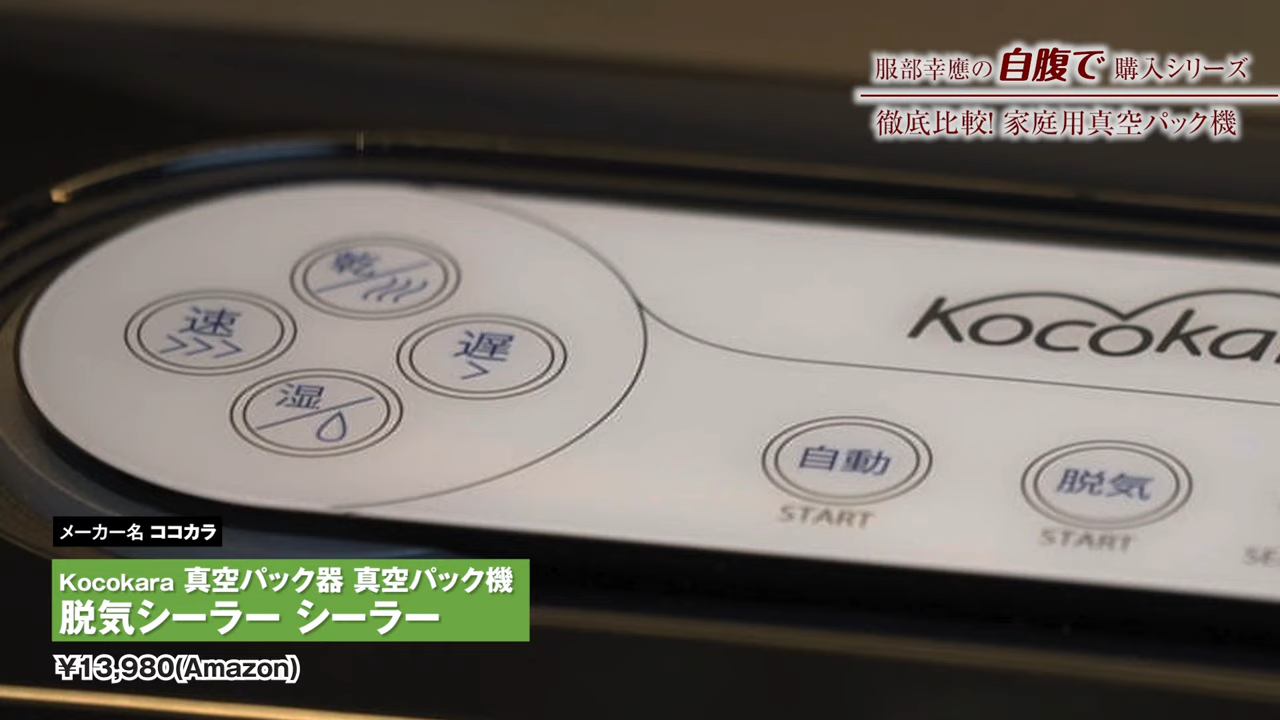 服部幸應の自腹で購入シリーズ
徹底比較! 家庭用真空パック機
乾
速
遅
湿
Kocoka
自動
START
脱気
START
SE
メーカー名 ココカラ
Kocokara 真空パック器 真空パック機
脱気シーラー シーラー
¥13,980(Amazon)